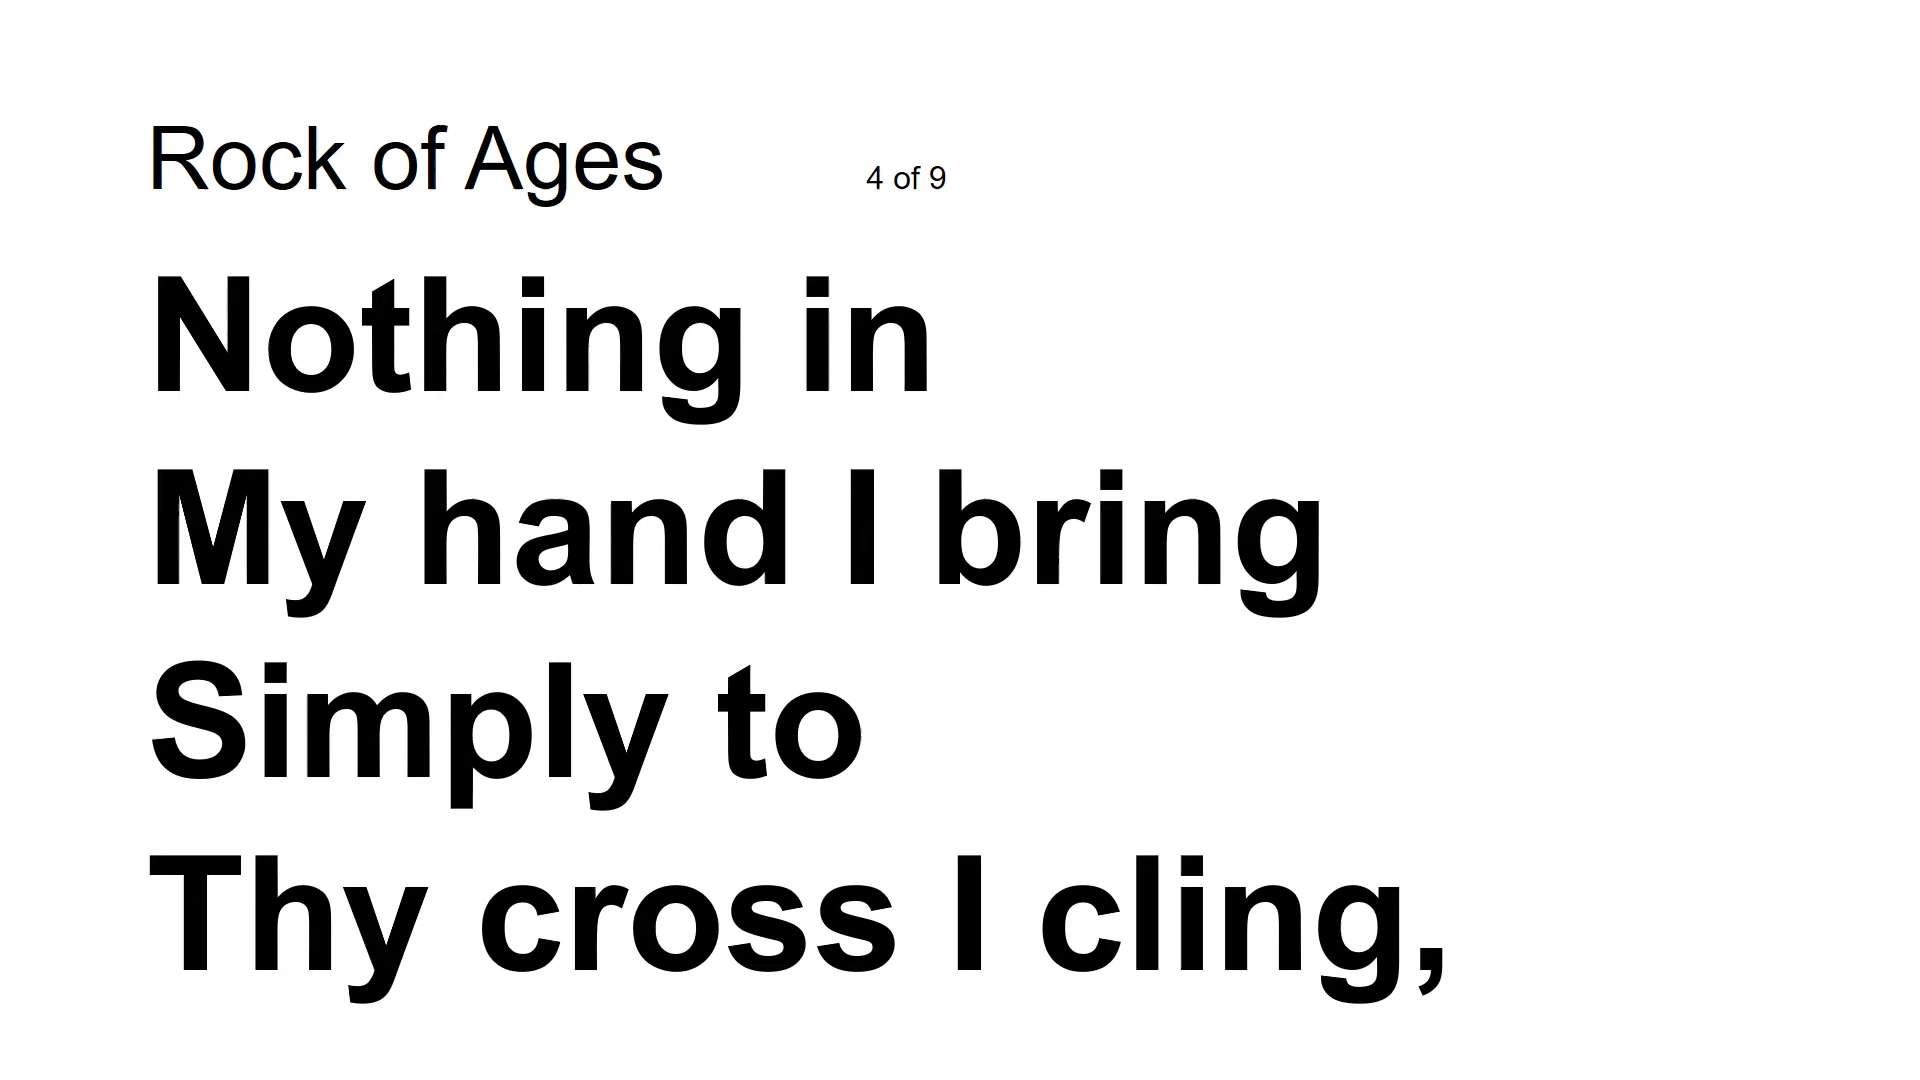 Rock of Ages 4 of 9
Nothing in
My hand I bring
Simply to
Thy cross I cling,